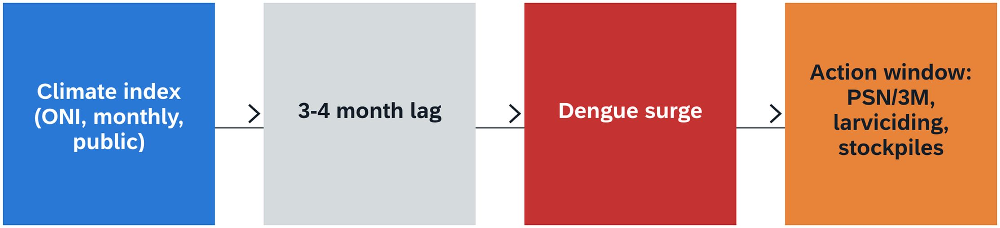 Climate index
(ONI, monthly,
public)
3-4 month lag
Dengue surge
Action window:
PSN/3M,
larviciding,
stockpiles